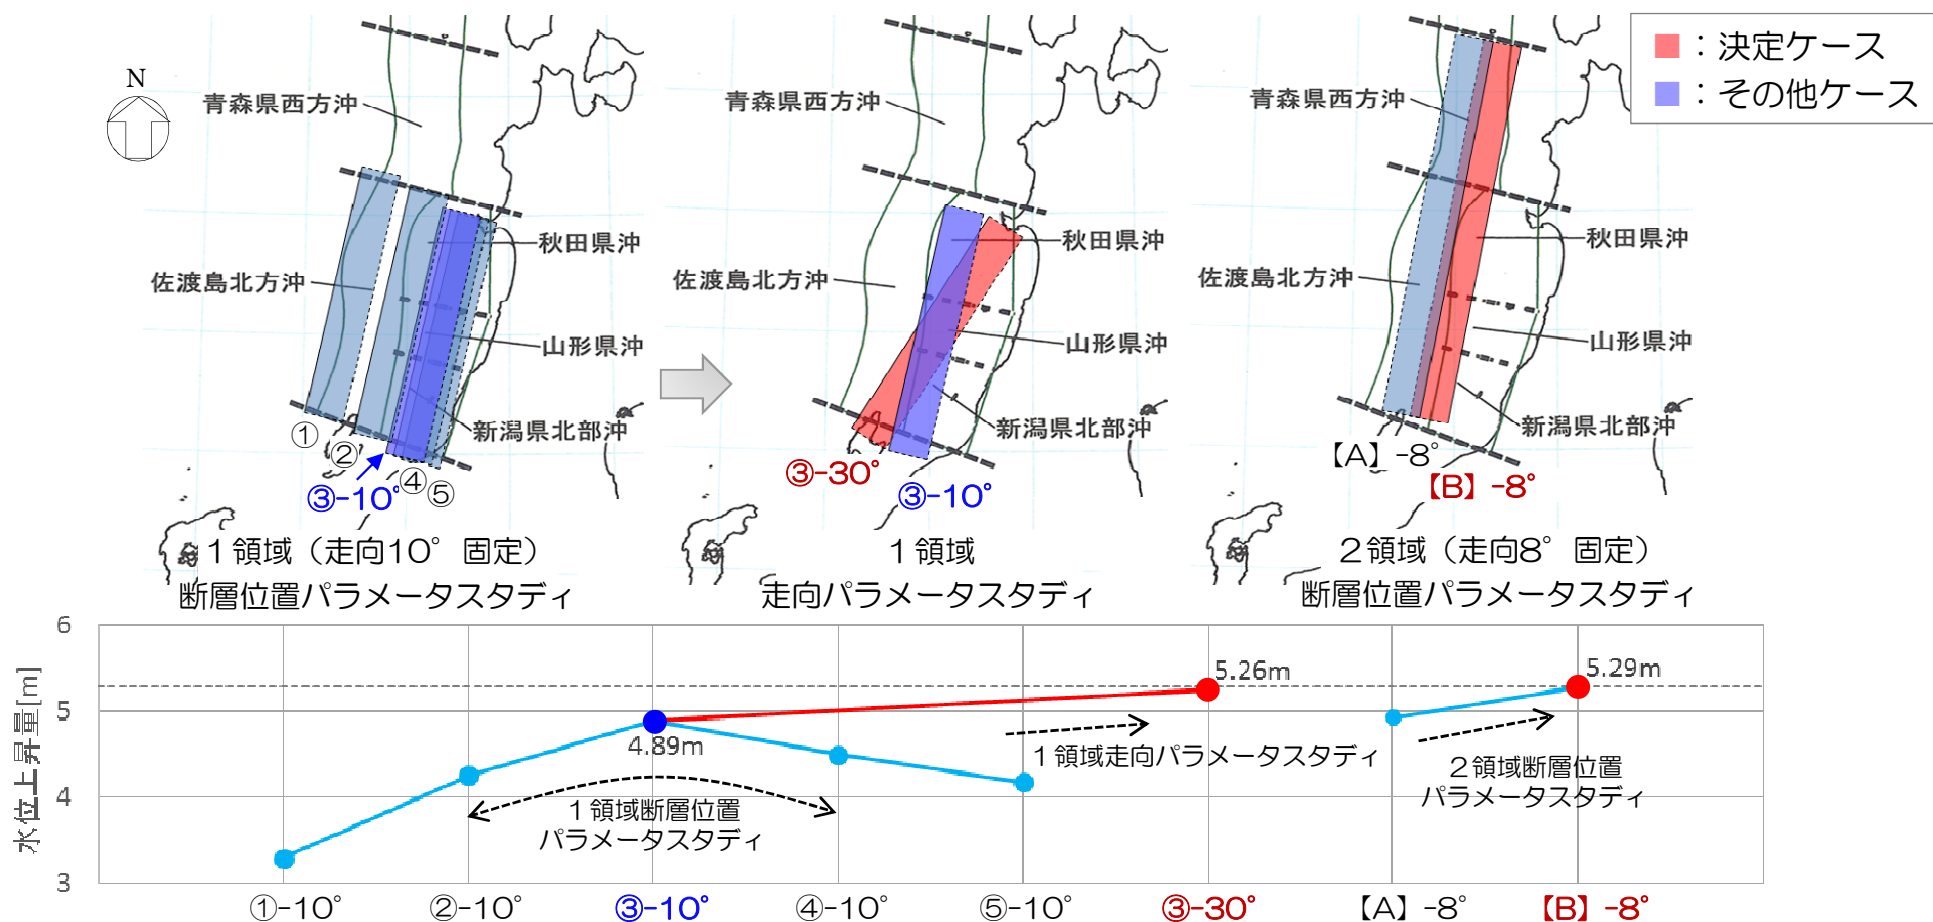 ■：決定ケース
■：その他ケース
N
青森県西方沖
秋田県沖
佐渡島北方沖
山形県沖
新潟県北部沖
①
②
③-10°
④
⑤
1領域（走向10°固定）
断層位置パラメータスタディ
青森県西方沖
秋田県沖
佐渡島北方沖
山形県沖
新潟県北部沖
③-30°
③-10°
1領域
走向パラメータスタディ
青森県西方沖
秋田県沖
佐渡島北方沖
山形県沖
新潟県北部沖
【A】-8°
【B】-8°
2領域（走向8°固定）
断層位置パラメータスタディ
水位上昇量[m]
6
5
4
3
4.89m
5.26m
5.29m
1領域断層位置
パラメータスタディ
1領域走向パラメータスタディ
2領域断層位置
パラメータスタディ
①-10°
②-10°
③-10°
④-10°
⑤-10°
③-30°
【A】-8°
【B】-8°